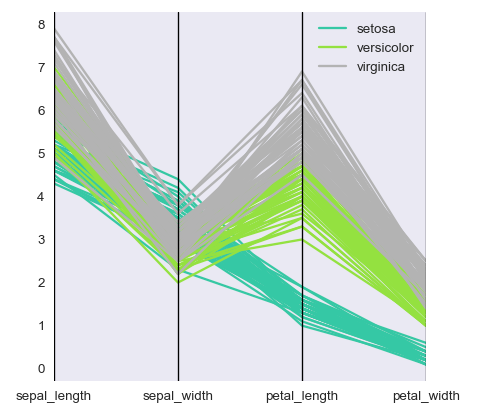 8
7
6
5
4
3
2
1
0
setosa
versicolor
virginica
sepal_length
sepal_width
petal_length
petal_width